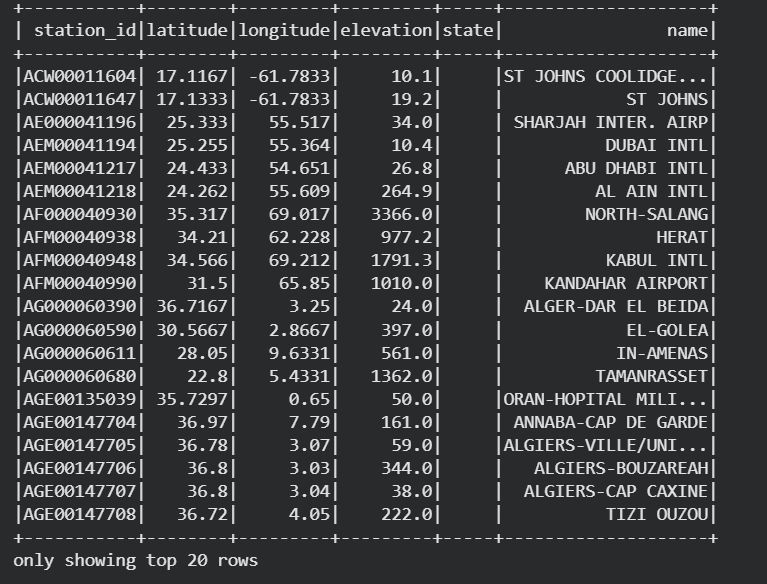 +-----------+--------+---------+---------+-----+--------------------+
| station_id|latitude|longitude|elevation|state|                name|
+-----------+--------+---------+---------+-----+--------------------+
|ACW00011604| 17.1167| -61.7833|     10.1|     |ST JOHNS COOLIDGE...|
|ACW00011647| 17.1333| -61.7833|     19.2|     |            ST JOHNS|
|AE000041196|  25.333|   55.517|     34.0|     | SHARJAH INTER. AIRP|
|AEM00041194|  25.255|   55.364|     10.4|     |          DUBAI INTL|
|AEM00041217|  24.433|   54.651|     26.8|     |      ABU DHABI INTL|
|AEM00041218|  24.262|   55.609|    264.9|     |         AL AIN INTL|
|AF000040930|  35.317|   69.017|   3366.0|     |        NORTH-SALANG|
|AFM00040938|   34.21|   62.228|    977.2|     |               HERAT|
|AFM00040948|  34.566|   69.212|   1791.3|     |          KABUL INTL|
|AFM00040990|    31.5|    65.85|   1010.0|     |    KANDAHAR AIRPORT|
|AG000060390| 36.7167|     3.25|     24.0|     |  ALGER-DAR EL BEIDA|
|AG000060590| 30.5667|   2.8667|    397.0|     |            EL-GOLEA|
|AG000060611|   28.05|   9.6331|    561.0|     |           IN-AMENAS|
|AG000060680|    22.8|   5.4331|   1362.0|     |         TAMANRASSET|
|AGE00135039| 35.7297|     0.65|     50.0|     |ORAN-HOPITAL MILI...|
|AGE00147704|   36.97|     7.79|    161.0|     | ANNABA-CAP DE GARDE|
|AGE00147705|   36.78|     3.07|     59.0|     |ALGIERS-VILLE/UNI...|
|AGE00147706|    36.8|     3.03|    344.0|     |   ALGIERS-BOUZAREAH|
|AGE00147707|    36.8|     3.04|     38.0|     |  ALGIERS-CAP CAXINE|
|AGE00147708|   36.72|     4.05|    222.0|     |          TIZI OUZOU|
+-----------+--------+---------+---------+-----+--------------------+
only showing top 20 rows